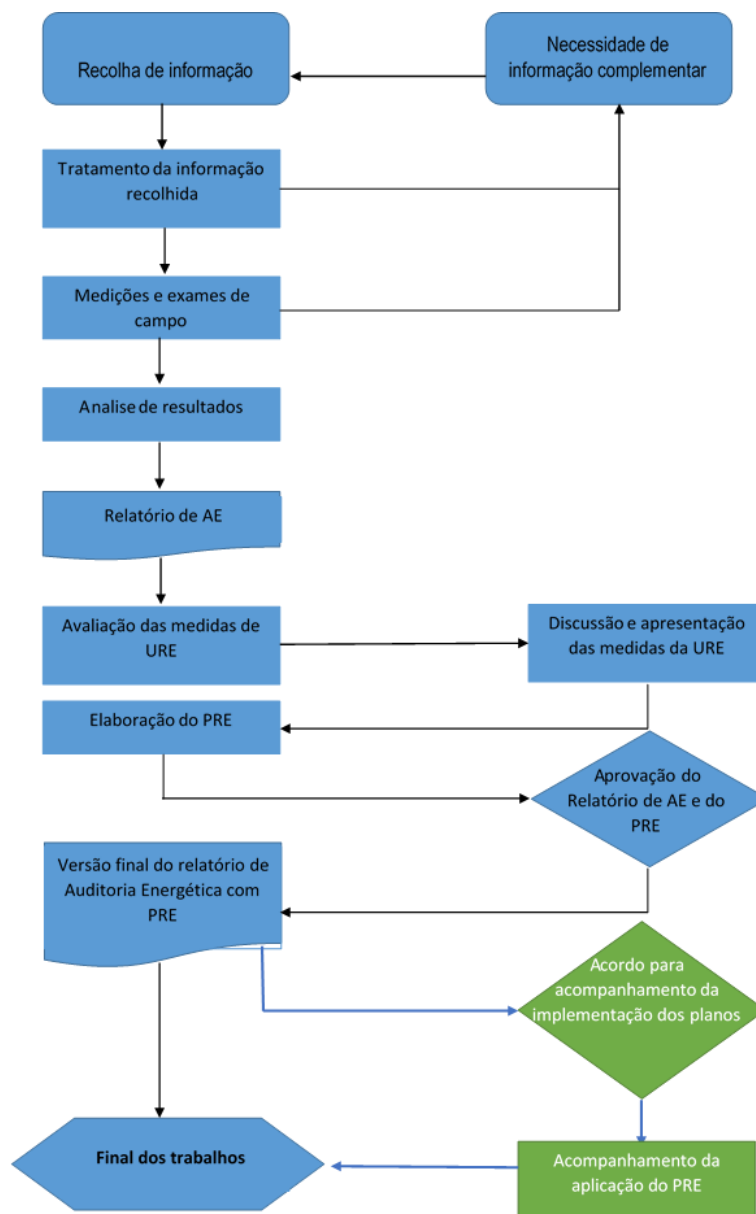 Recolha de informação
Necessidade de
informação complementar
Tratamento da informação
recolhida
Medições e exames de
campo
Analise de resultados
Relatório de AE
Avaliação das medidas de
URE
Discussão e apresentação
das medidas da URE
Elaboração do PRE
Aprovação do
Relatório de AE e do
PRE
Versão final do relatório de
Auditoria Energética com
PRE
Acordo para
acompanhamento da
implementação dos planos
Final dos trabalhos
Acompanhamento da
aplicação do PRE